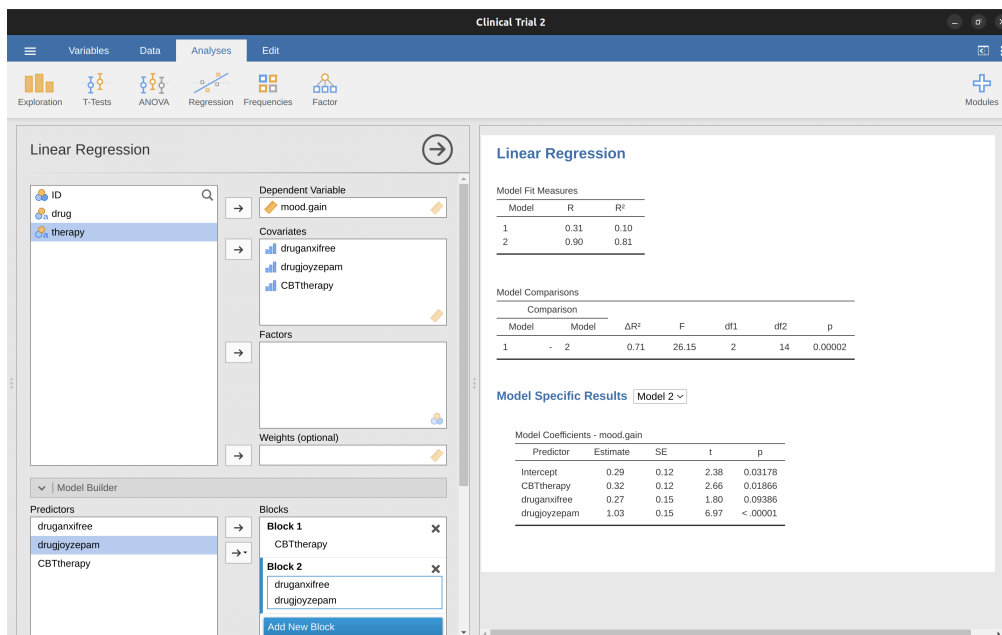 Clinical Trial 2
Variables Data Analyses Edit
Exploration T-Tests ANOVA Regression Frequencies Factor Modules
Linear Regression
ID
drug
therapy
Dependent Variable
mood.gain
Covariates
druganxifree
drugjoyzepam
CBTtherapy
Factors
Weights (optional)
Model Builder
Predictors
druganxifree
drugjoyzepam
CBTtherapy
Blocks
Block 1
CBTtherapy
Block 2
druganxifree
drugjoyzepam
Add New Block
Linear Regression
Model Fit Measures
Model R R²
1 0.31 0.10
2 0.90 0.81
Model Comparisons
Comparison
Model Model ΔR² F df1 df2 p
1 - 2 0.71 26.15 2 14 0.00002
Model Specific Results Model 2
Model Coefficients - mood.gain
Predictor Estimate SE t p
Intercept 0.29 0.12 2.38 0.03178
CBTtherapy 0.32 0.12 2.66 0.01866
druganxifree 0.27 0.15 1.80 0.09386
drugjoyzepam 1.03 0.15 6.97 < .00001